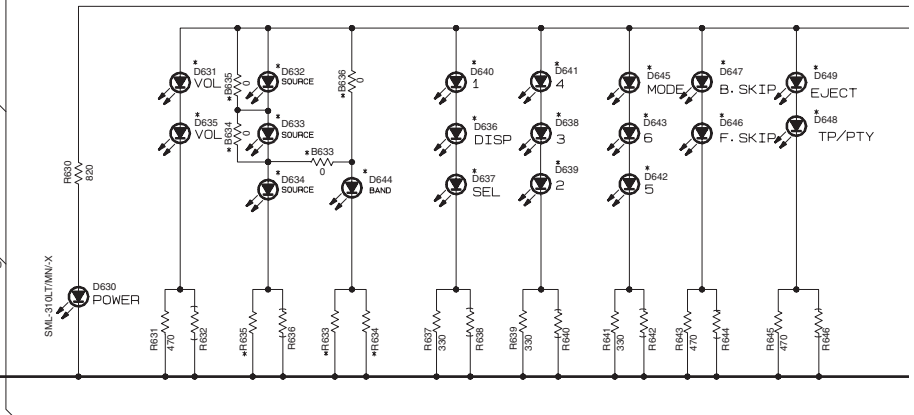 *
D631
VOL
D635
VOL
*B635
0
*B634
0
*
D632
SOURCE
*
D633
SOURCE
*
D634
SOURCE
*B633
0
*B636
0
*
D644
BAND
*
D640
1
*
D636
DISP
*
D637
SEL
*
D641
4
*
D638
3
*
D639
2
*
D645
MODE
*
D643
6
*
D642
5
*
D647
B.SKIP
*
D646
F.SKIP
*
D649
EJECT
*
D648
TP/PTY
R630
820
SML-310LT/MN/-X
D630
POWER
R631
470
R632
*R635
R636
*R633
*R634
R637
330
R638
R639
330
R640
R641
330
R642
R643
470
R644
R645
470
R646